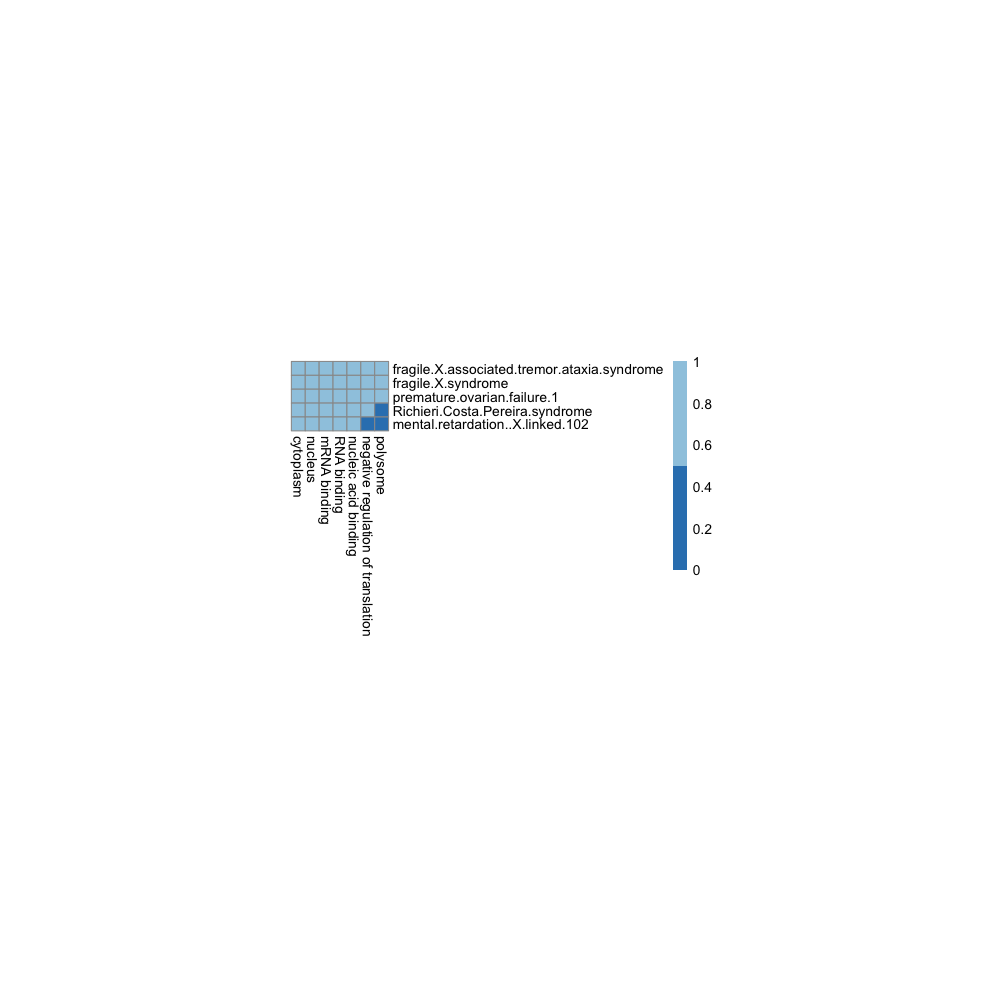 fragile.X.associated.tremor.ataxia.syndrome
fragile.X.syndrome
premature.ovarian.failure.1
Richieri.Costa.Pereira.syndrome
mental.retardation..X.linked.102
cytoplasm
nucleus
mRNA binding
RNA binding
nucleic acid binding
negative regulation of translation
polysome
1
0.8
0.6
0.4
0.2
0